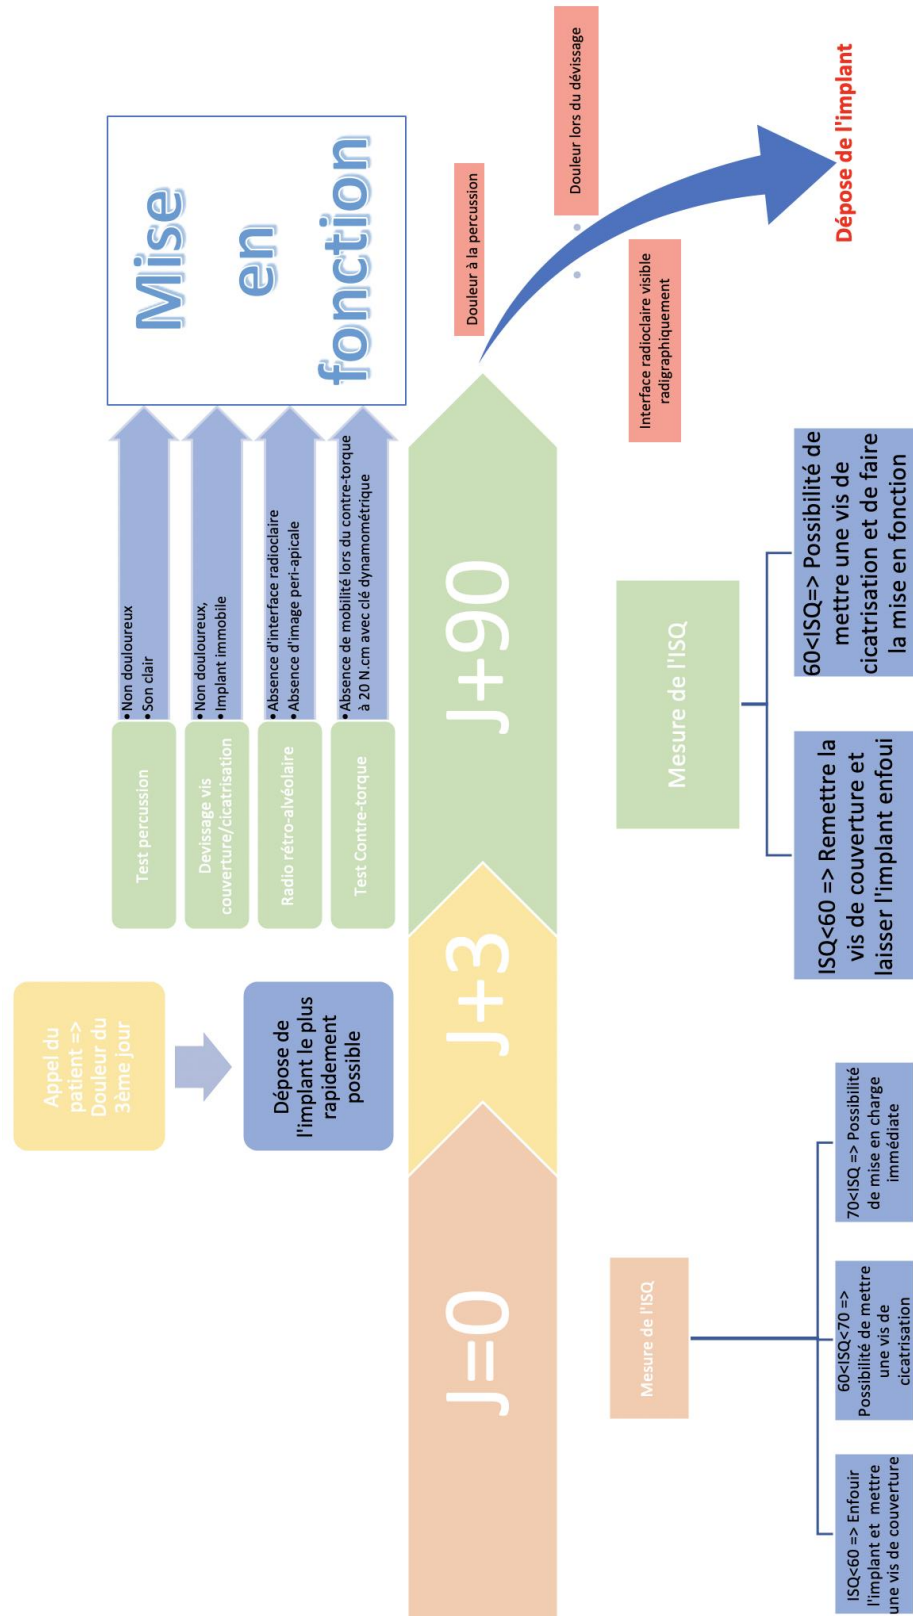 Appel du
patient =>
Douleur du
3ème jour
Dépose de
l'implant le plus
rapidement
possible
Test percussion
• Non douloureux
• Son clair
Devissage vis
couverture/cicatrisation
• Non douloureux,
• Implant immobile
Radio rétro-alvéolaire
• Absence d'interface radioclaire
• Absence d'image peri-apicale
Test Contre-torque
• Absence de mobilité lors du contre-torque
à 20 N.cm avec clé dynamométrique
Mise
en
fonction
J=0
J+3
J+90
Douleur à la percussion
Douleur lors du dévissage
Interface radioclaire visible
radigraphiquement
Dépose de l'implant
Mesure de l'ISQ
ISQ<60 => Enfouir
l'implant et mettre
une vis de couverture
60<ISQ<70 =>
Possibilité de mettre
une vis de
cicatrisation
70<ISQ => Possibilité
de mise en charge
immédiate
Mesure de l'ISQ
ISQ<60 => Remettre la
vis de couverture et
laisser l'implant enfoui
60<ISQ=> Possibilité de
mettre une vis de
cicatrisation et de faire
la mise en fonction